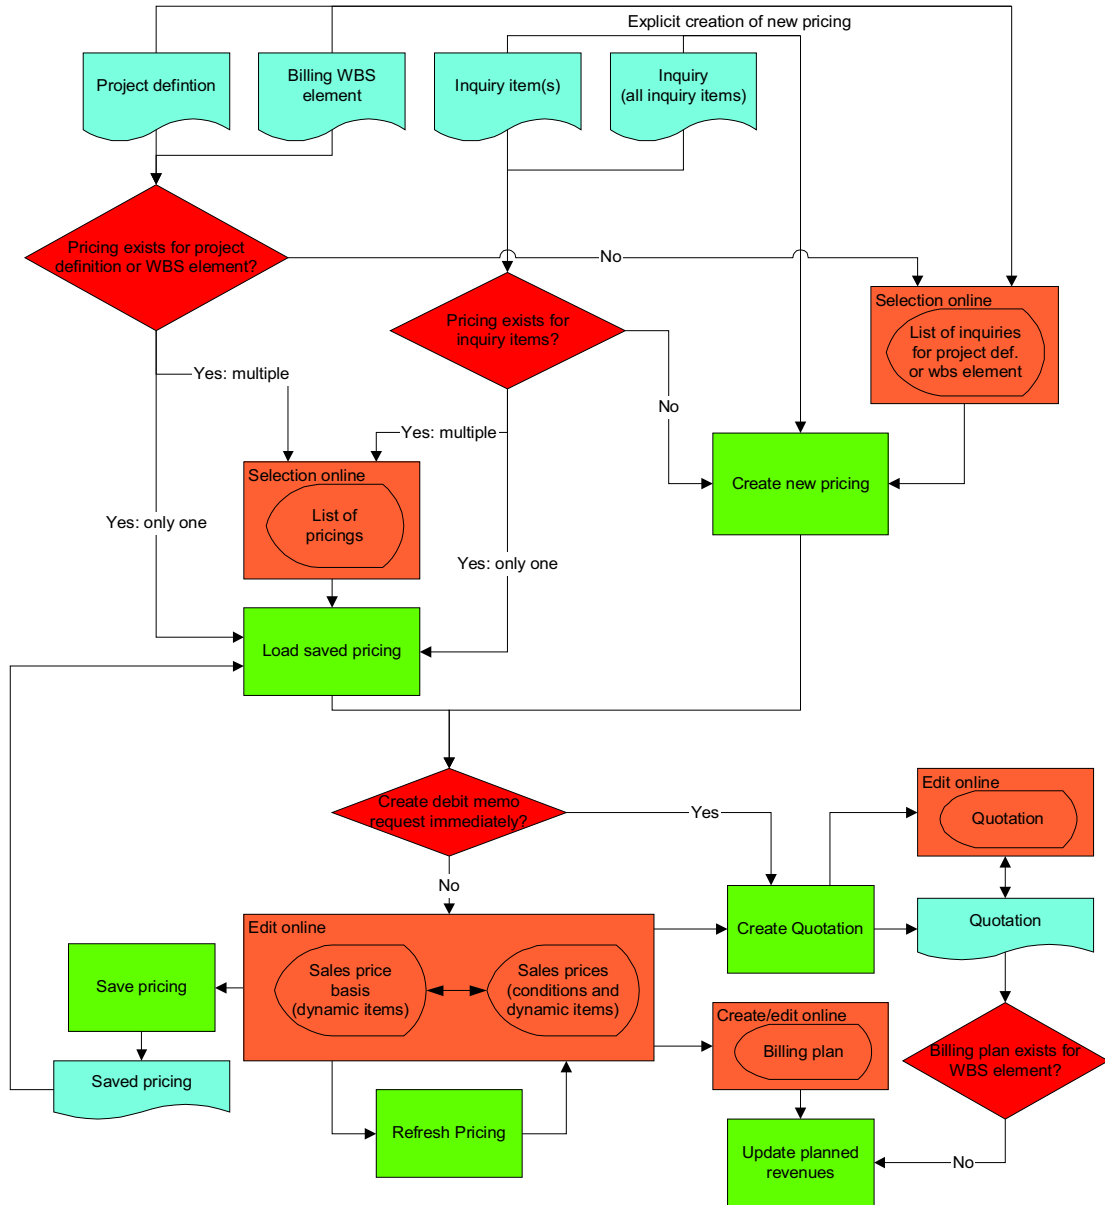 Explicit creation of new pricing
Project defintion
Billing WBS
element
Inquiry item(s)
Inquiry
(all inquiry items)
Pricing exists for project
definition or WBS element?
No
Selection online
List of inquiries
for project def.
or wbs element
Pricing exists for
inquiry items?
Yes: multiple
No
Yes: multiple
Selection online
List of
pricings
Create new pricing
Yes: only one
Yes: only one
Load saved pricing
Create debit memo
request immediately?
Yes
Edit online
Quotation
No
Edit online
Sales price
basis
(dynamic items)
Sales prices
(conditions and
dynamic items)
Create Quotation
Quotation
Save pricing
Create/edit online
Billing plan
Billing plan exists for
WBS element?
Saved pricing
Refresh Pricing
Update planned
revenues
No